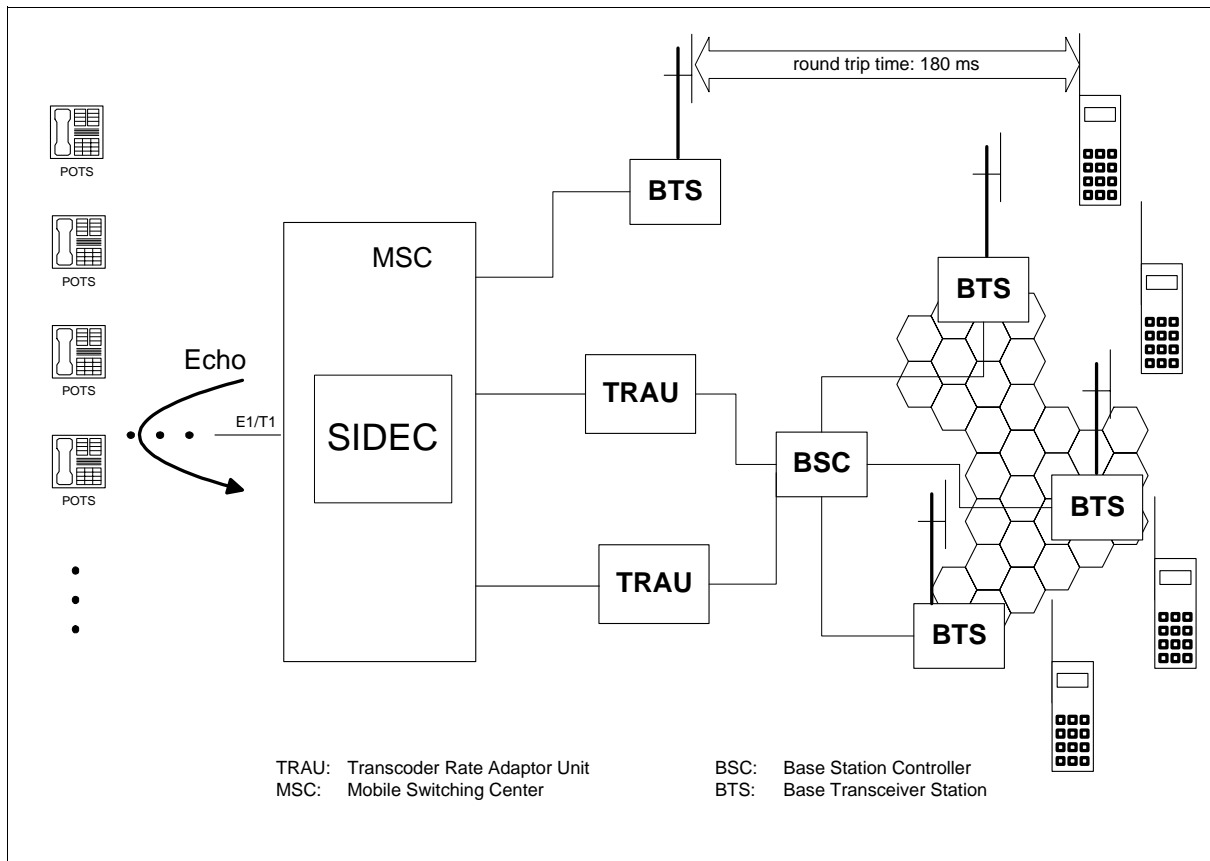 round trip time: 180 ms
POTS
BTS
POTS
MSC
BTS
POTS
Echo
TRAU
E1/T1
SIDEC
BSC
POTS
BTS
TRAU
BTS
TRAU: Transcoder Rate Adaptor Unit
BSC: Base Station Controller
MSC: Mobile Switching Center
BTS: Base Transceiver Station